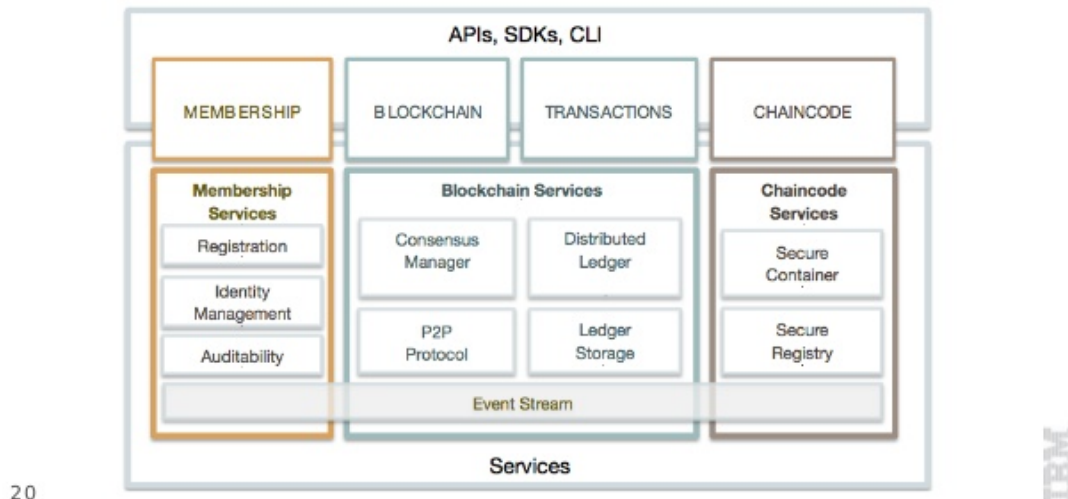 APIs, SDKs, CLI
MEMBERSHIP
BLOCKCHAIN
TRANSACTIONS
CHAINCODE
Membership
Services
Registration
Identity
Management
Auditability
Blockchain Services
Consensus
Manager
Distributed
Ledger
P2P
Protocol
Ledger
Storage
Chaincode
Services
Secure
Container
Secure
Registry
Event Stream
Services
20
IBM